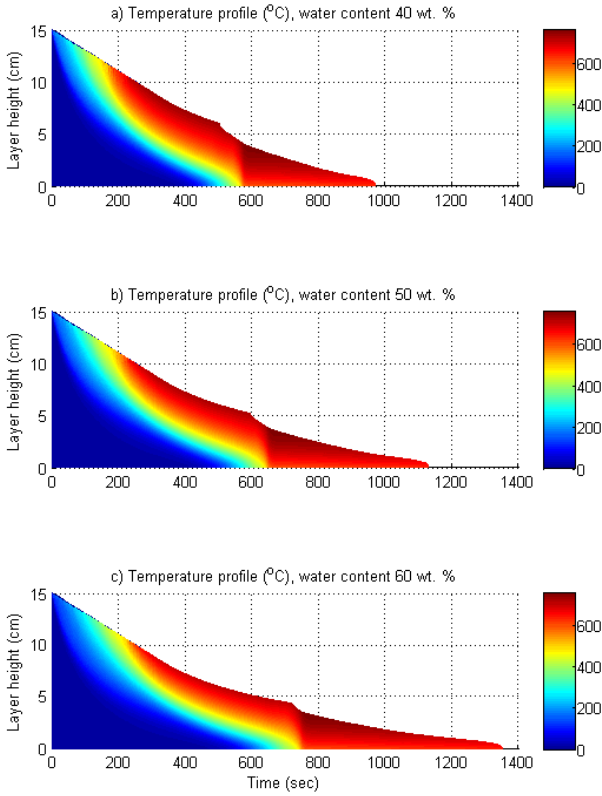 a) Temperature profile (°C), water content 40 wt. %
15
10
5
0
Layer height (cm)
0 200 400 600 800 1000 1200 1400
600
400
200
0
b) Temperature profile (°C), water content 50 wt. %
15
10
5
0
Layer height (cm)
0 200 400 600 800 1000 1200 1400
600
400
200
0
c) Temperature profile (°C), water content 60 wt. %
15
10
5
0
Layer height (cm)
0 200 400 600 800 1000 1200 1400
Time (sec)
600
400
200
0